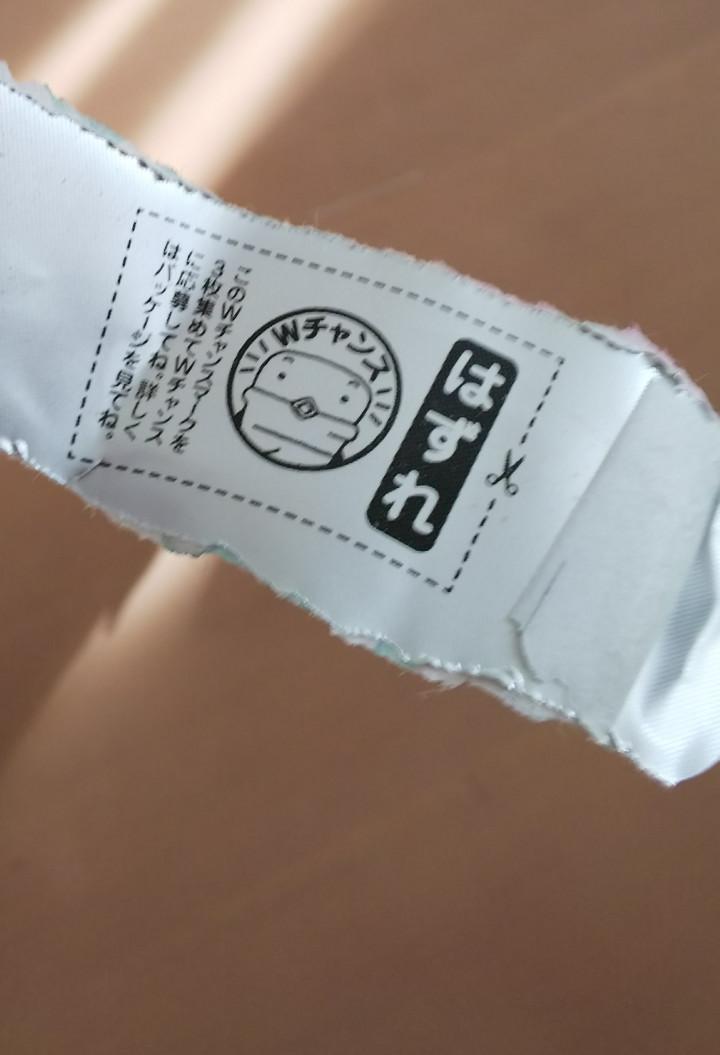 はずれ
Wチャンス
このWチャンスマークを
3枚集めてWチャンス
に応募してね。詳しく
はパッケージを見てね。